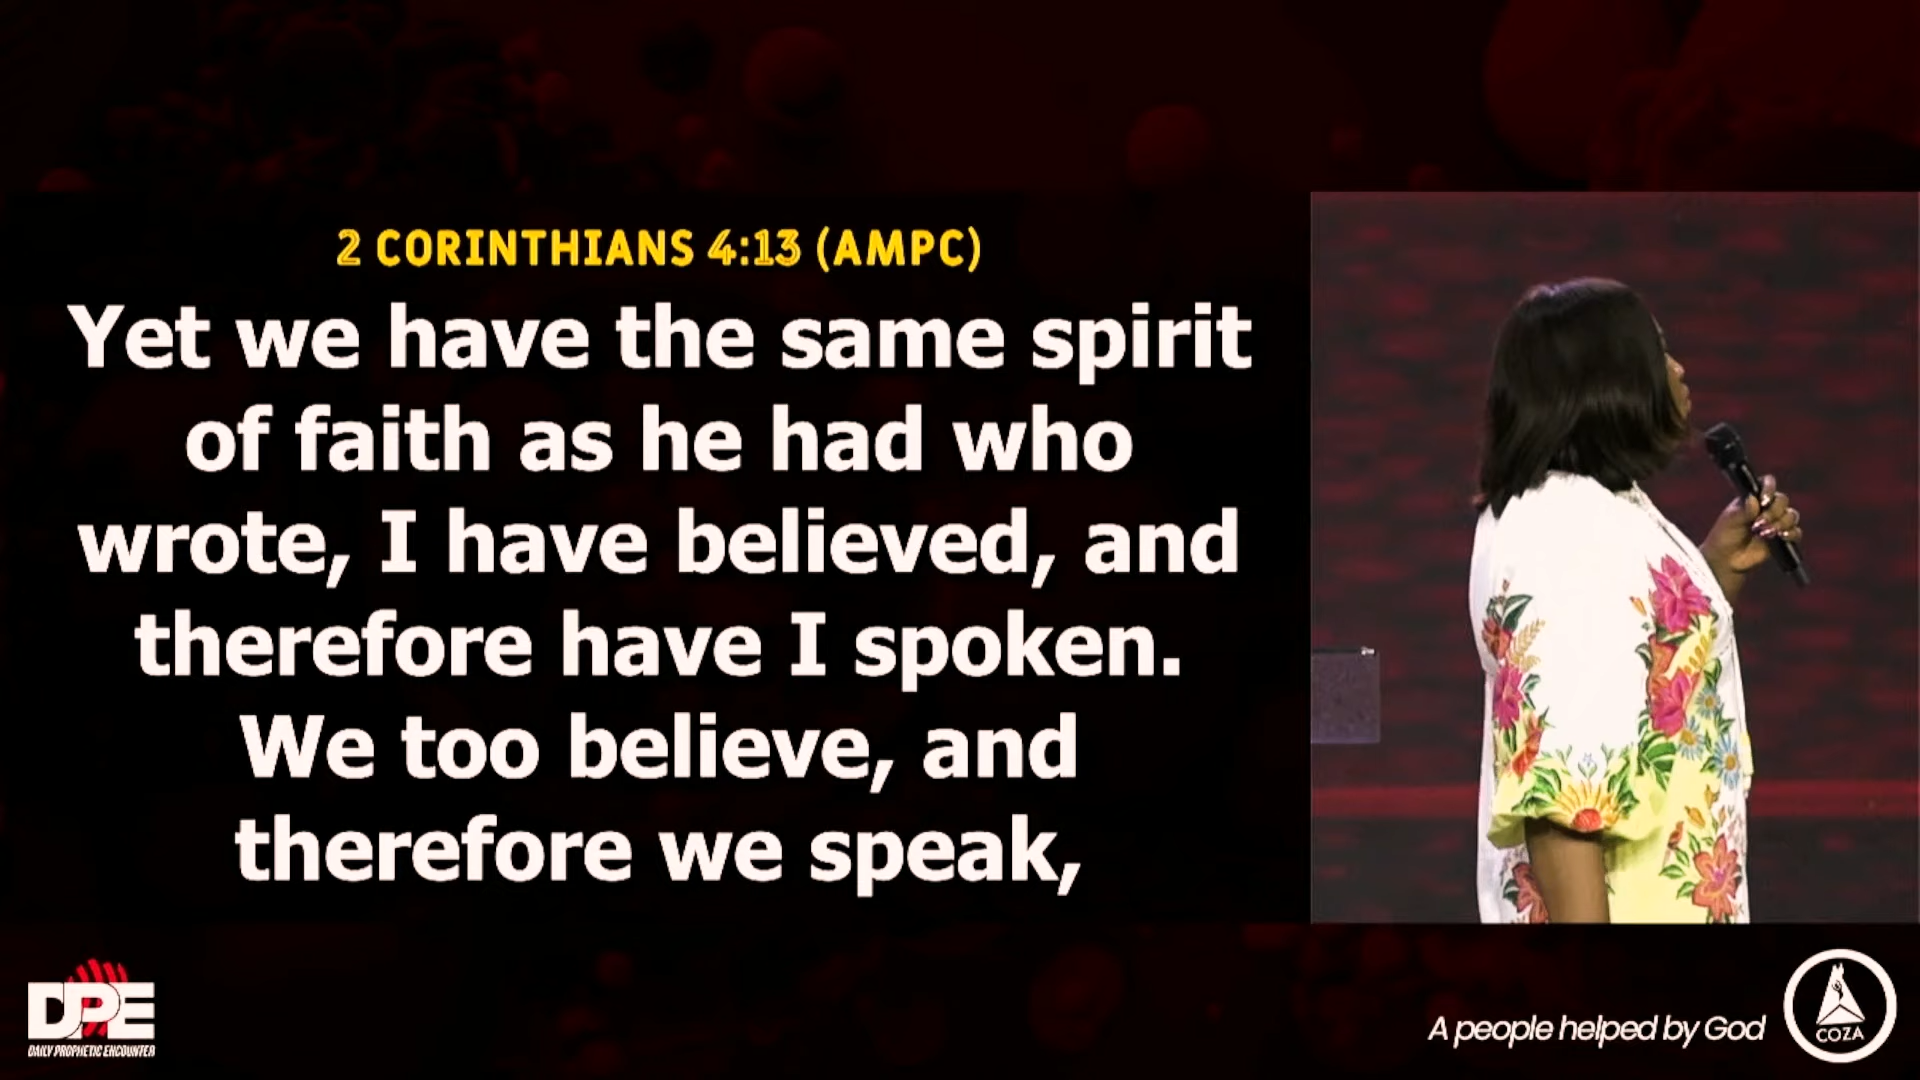 2 CORINTHIANS 4:13 (AMPC)
Yet we have the same spirit
of faith as he had who
wrote, I have believed, and
therefore have I spoken.
We too believe, and
therefore we speak,
DPE
DAILY PROPHETIC ENCOUNTER
A people helped by God
COZA